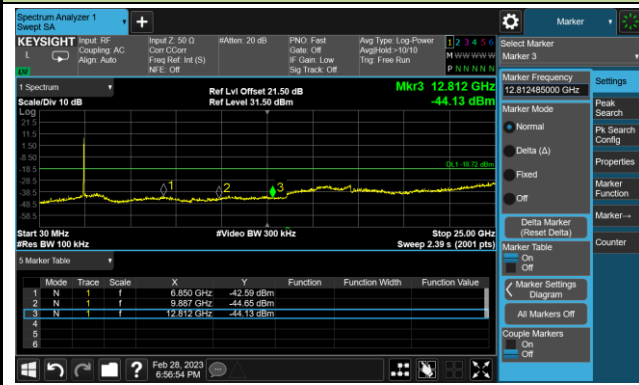 Spectrum Analyzer 1
Swept SA
+
Marker
KEYSIGHT
L
Input: RF
Coupling: AC
Align: Auto
Input Z: 50 Ω
Corr CCorr
Freq Ref: Int (S)
NFE: Off
#Atten: 20 dB
PNO: Fast
Gate: Off
IF Gain: Low
Sig Track: Off
Avg Type: Log-Power
Avg|Hold:>10/10
Trig: Free Run
1 2 3 4 5 6
M W W W W W
P N N N N N
Select Marker
Marker 3
1 Spectrum
Scale/Div 10 dB
Log
Ref Lvl Offset 21.50 dB
Ref Level 31.50 dBm
Mkr3 12.812 GHz
-44.13 dBm
21.5
11.5
1.50
-8.50
-18.5
-28.5
-38.5
-48.5
-58.5
DL1 -18.72 dBm
1
2
3
Start 30 MHz
#Res BW 100 kHz
#Video BW 300 kHz
Stop 25.00 GHz
Sweep 2.39 s (2001 pts)
5 Marker Table
Mode Trace Scale X Y Function Function Width Function Value
1 N 1 f 6.850 GHz -42.59 dBm
2 N 1 f 9.887 GHz -44.65 dBm
3 N 1 f 12.812 GHz -44.13 dBm
4
5
6
Marker Frequency
12.812485000 GHz
Marker Mode
Normal
Delta (Δ)
Fixed
Off
Delta Marker
(Reset Delta)
Marker Table
On
Off
Marker Settings
Diagram
All Markers Off
Couple Markers
On
Off
Settings
Peak
Search
Pk Search
Config
Properties
Marker
Function
Marker→
Counter
?
Feb 28, 2023
6:56:54 PM